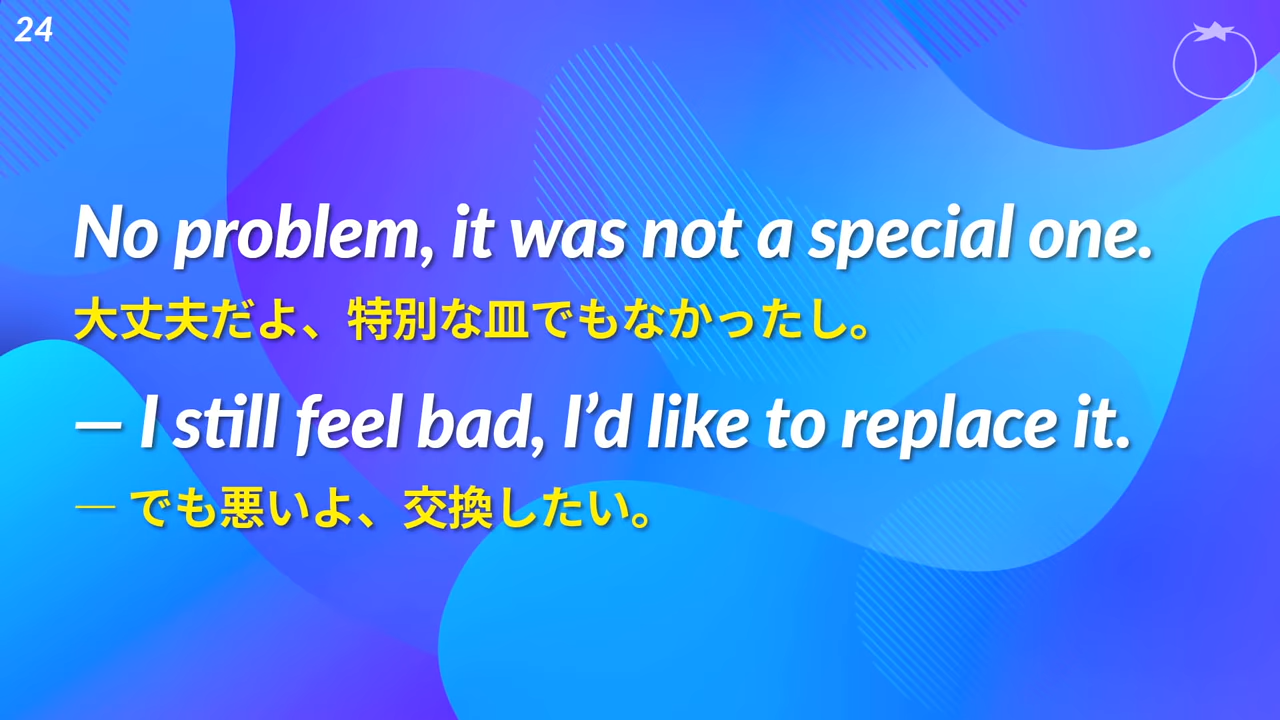 24
No problem, it was not a special one.
大丈夫だよ、特別な皿でもなかったし。
– I still feel bad, I’d like to replace it.
― でも悪いよ、交換したい。